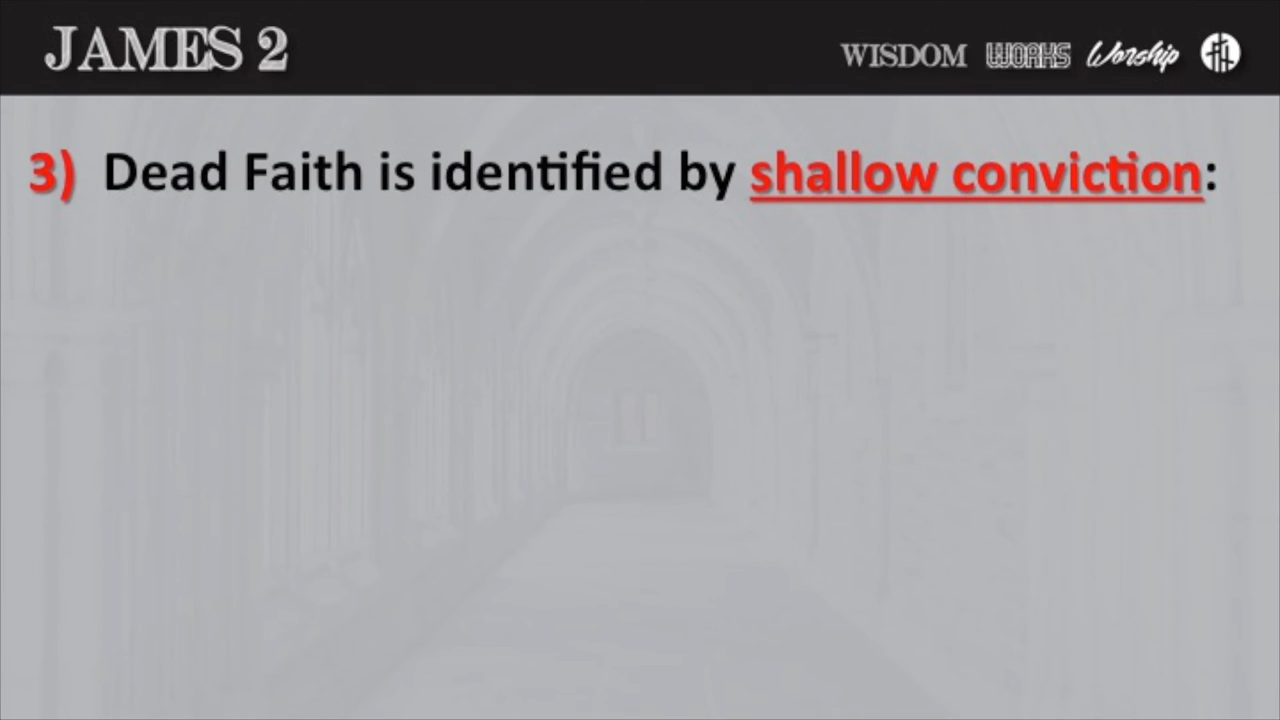 JAMES 2
WISDOM WORKS Worship
3) Dead Faith is identified by shallow conviction: